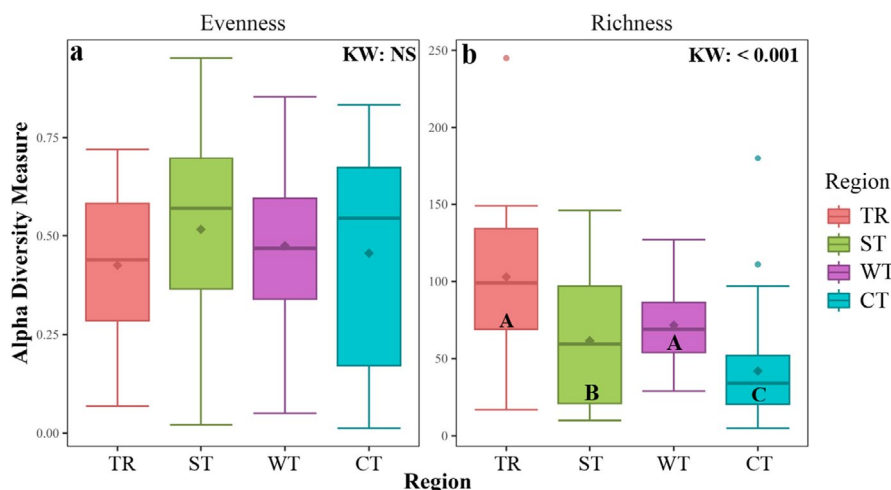 Evenness
Richness
a
KW: NS
b
KW: < 0.001
Alpha Diversity Measure
0.75
0.50
0.25
0.00
250
200
150
100
50
0
A
B
A
C
TR
ST
WT
CT
TR
ST
WT
CT
Region
Region
TR
ST
WT
CT